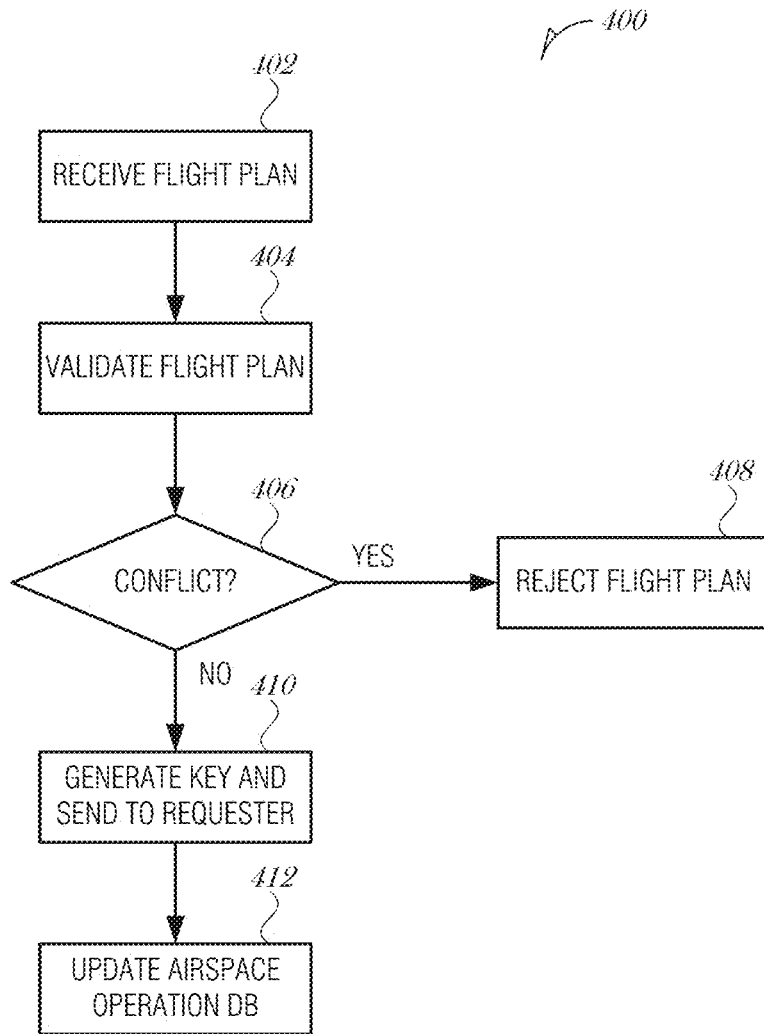 400
402
RECEIVE FLIGHT PLAN
404
VALIDATE FLIGHT PLAN
406
CONFLICT?
YES
408
REJECT FLIGHT PLAN
NO
410
GENERATE KEY AND
SEND TO REQUESTER
412
UPDATE AIRSPACE
OPERATION DB